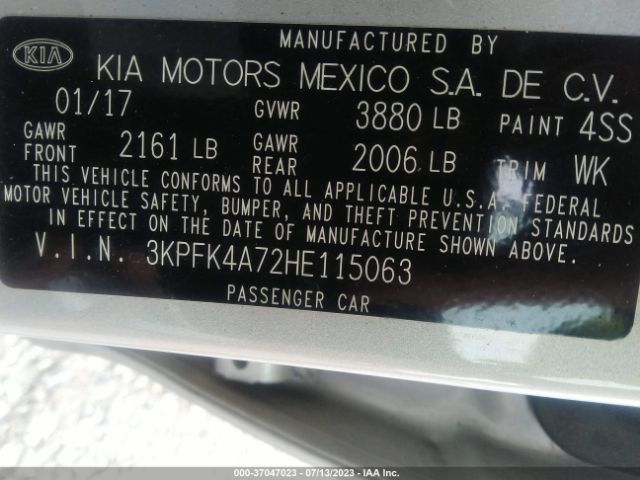 MANUFACTURED BY
KIA KIA MOTORS MEXICO S.A. DE C.V.
01/17 GVWR 3880 LB PAINT 4SS
GAWR FRONT 2161 LB GAWR REAR 2006 LB TRIM WK
THIS VEHICLE CONFORMS TO ALL APPLICABLE U.S.A. FEDERAL
MOTOR VEHICLE SAFETY, BUMPER, AND THEFT PREVENTION STANDARDS
IN EFFECT ON THE DATE OF MANUFACTURE SHOWN ABOVE.
V.I.N. 3KPFK4A72HE115063
PASSENGER CAR
000-37047023 - 07/13/2023 - IAA Inc.